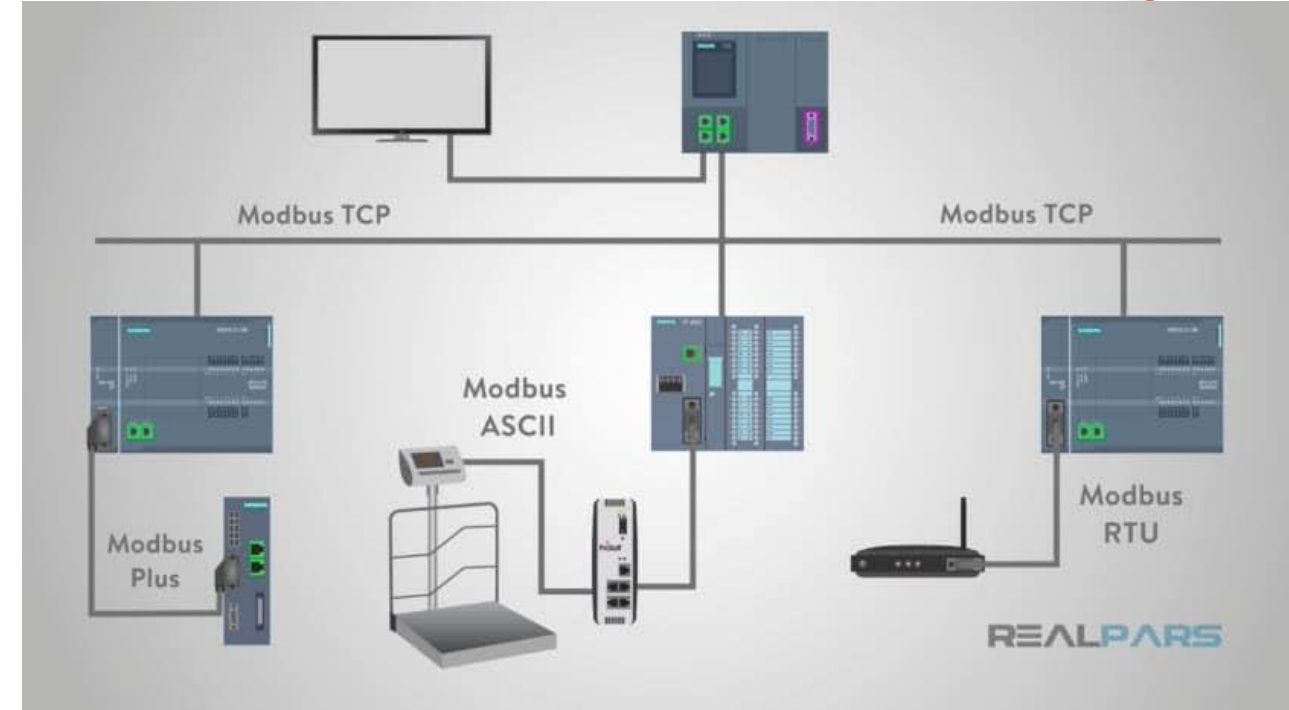 Modbus TCP
Modbus TCP
Modbus
ASCII
Modbus
Plus
Modbus
RTU
REALPARS